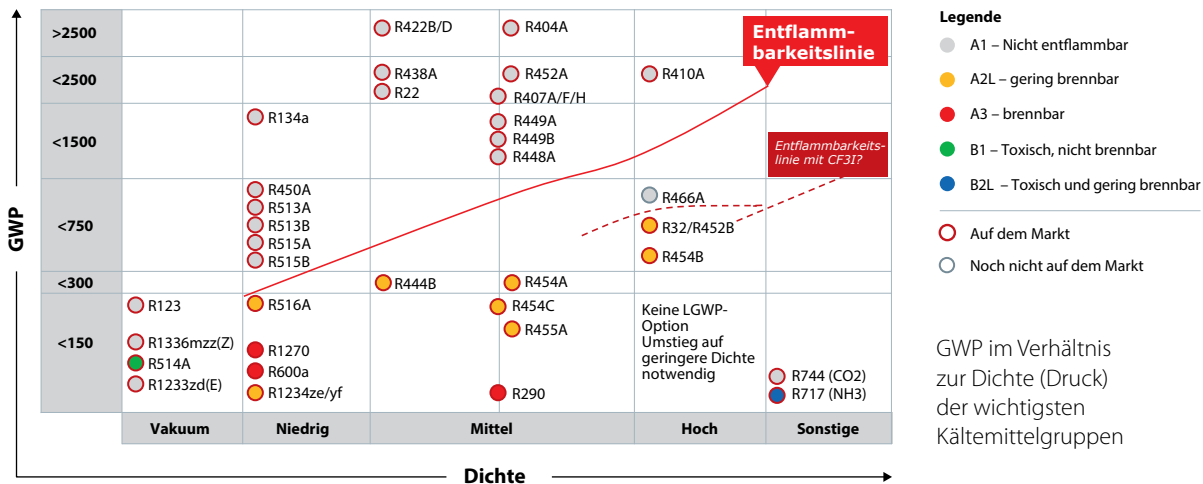 GWP
>2500
<2500
<1500
<750
<300
<150
R422B/D
R404A
R438A
R22
R452A
R407A/F/H
R410A
R134a
R449A
R449B
R448A
R450A
R513A
R513B
R515A
R515B
R466A
R32/R452B
R454B
R444B
R454A
R123
R1336mzz(Z)
R514A
R1233zd(E)
R516A
R1270
R600a
R1234ze/yf
R454C
R455A
R290
Keine LGWP-
Option
Umstieg auf
geringere Dichte
notwendig
R744 (CO2)
R717 (NH3)
Entflamm-
barkeitslinie
Entflammbarkeits-
linie mit CF3I?
Vakuum
Niedrig
Mittel
Hoch
Sonstige
Dichte
Legende
A1 – Nicht entflammbar
A2L – gering brennbar
A3 – brennbar
B1 – Toxisch, nicht brennbar
B2L – Toxisch und gering brennbar
Auf dem Markt
Noch nicht auf dem Markt
GWP im Verhältnis
zur Dichte (Druck)
der wichtigsten
Kältemittelgruppen